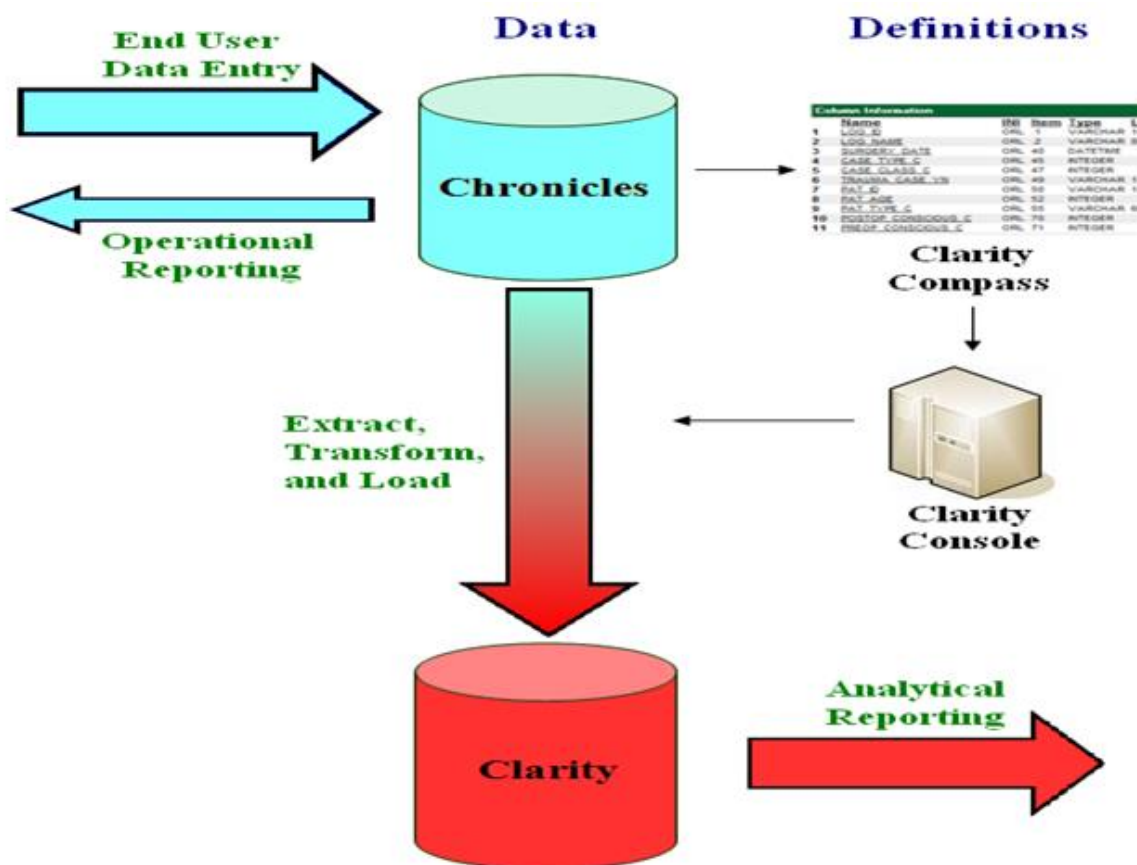 Data
Definitions
End User
Data Entry
Chronicles
Operational
Reporting
Column Information
Name INI Item Type
1 LOG_ID ORL 1 VARCHAR
2 LOG_NAME ORL 2 VARCHAR
3 SURGERY_DATE ORL 40 DATETIME
4 CASE_TYPE_C ORL 45 INTEGER
5 CASE_CLASS_C ORL 47 INTEGER
6 TRAUMA_CASE_YN ORL 49 VARCHAR
7 PAT_ID ORL 50 VARCHAR
8 PAT_AGE ORL 52 INTEGER
9 PAT_TYPE_C ORL 55 VARCHAR
10 POSTOP_CONSCIOUS_C ORL 70 INTEGER
11 PREOP_CONSCIOUS_C ORL 71 INTEGER
Clarity
Compass
Extract,
Transform,
and Load
Clarity
Console
Clarity
Analytical
Reporting